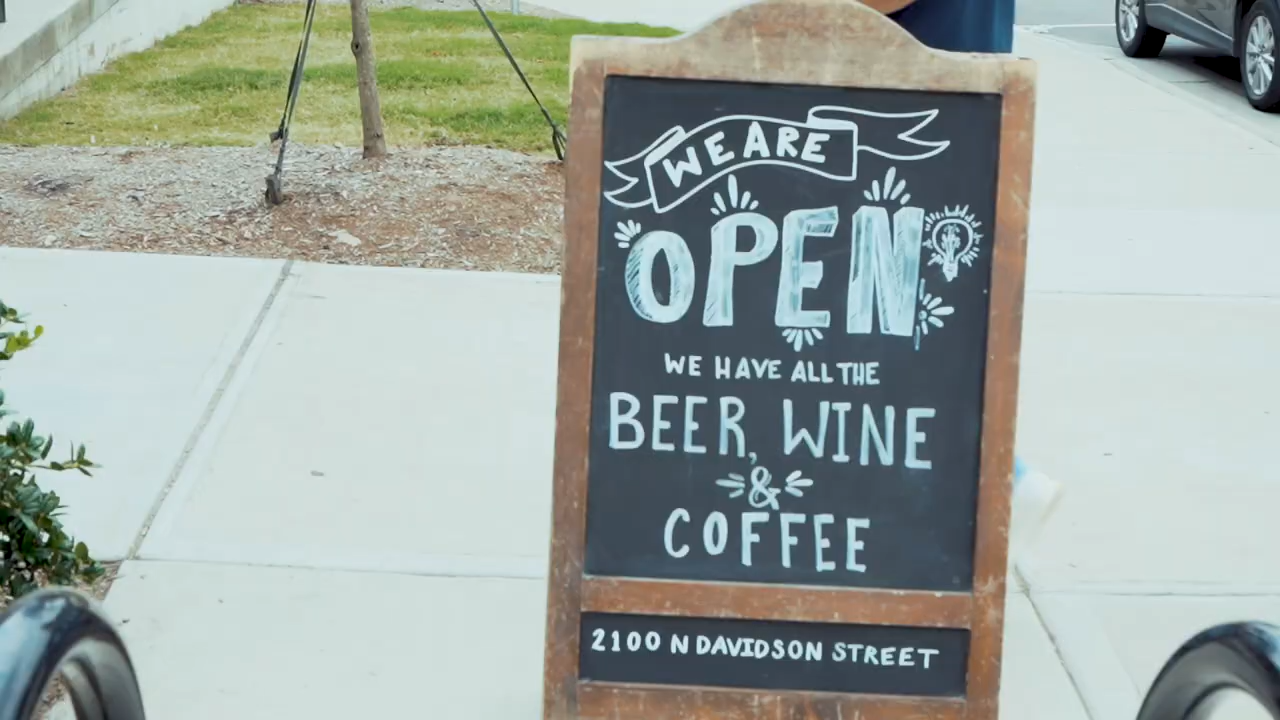 WE ARE
OPEN
WE HAVE ALL THE
BEER, WINE
&
COFFEE
2100 N DAVIDSON STREET